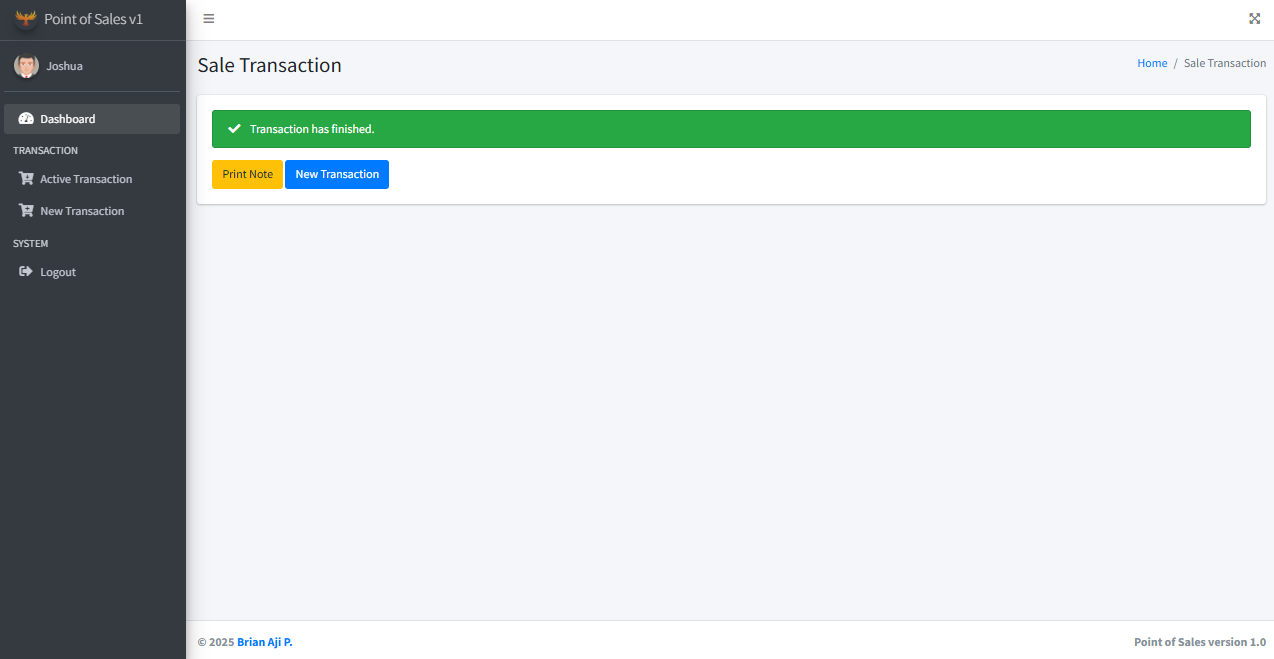 Point of Sales v1
Joshua
Dashboard
TRANSACTION
Active Transaction
New Transaction
SYSTEM
Logout
Sale Transaction
Home / Sale Transaction
Transaction has finished.
Print Note New Transaction
© 2025 Brian Aji P.
Point of Sales version 1.0